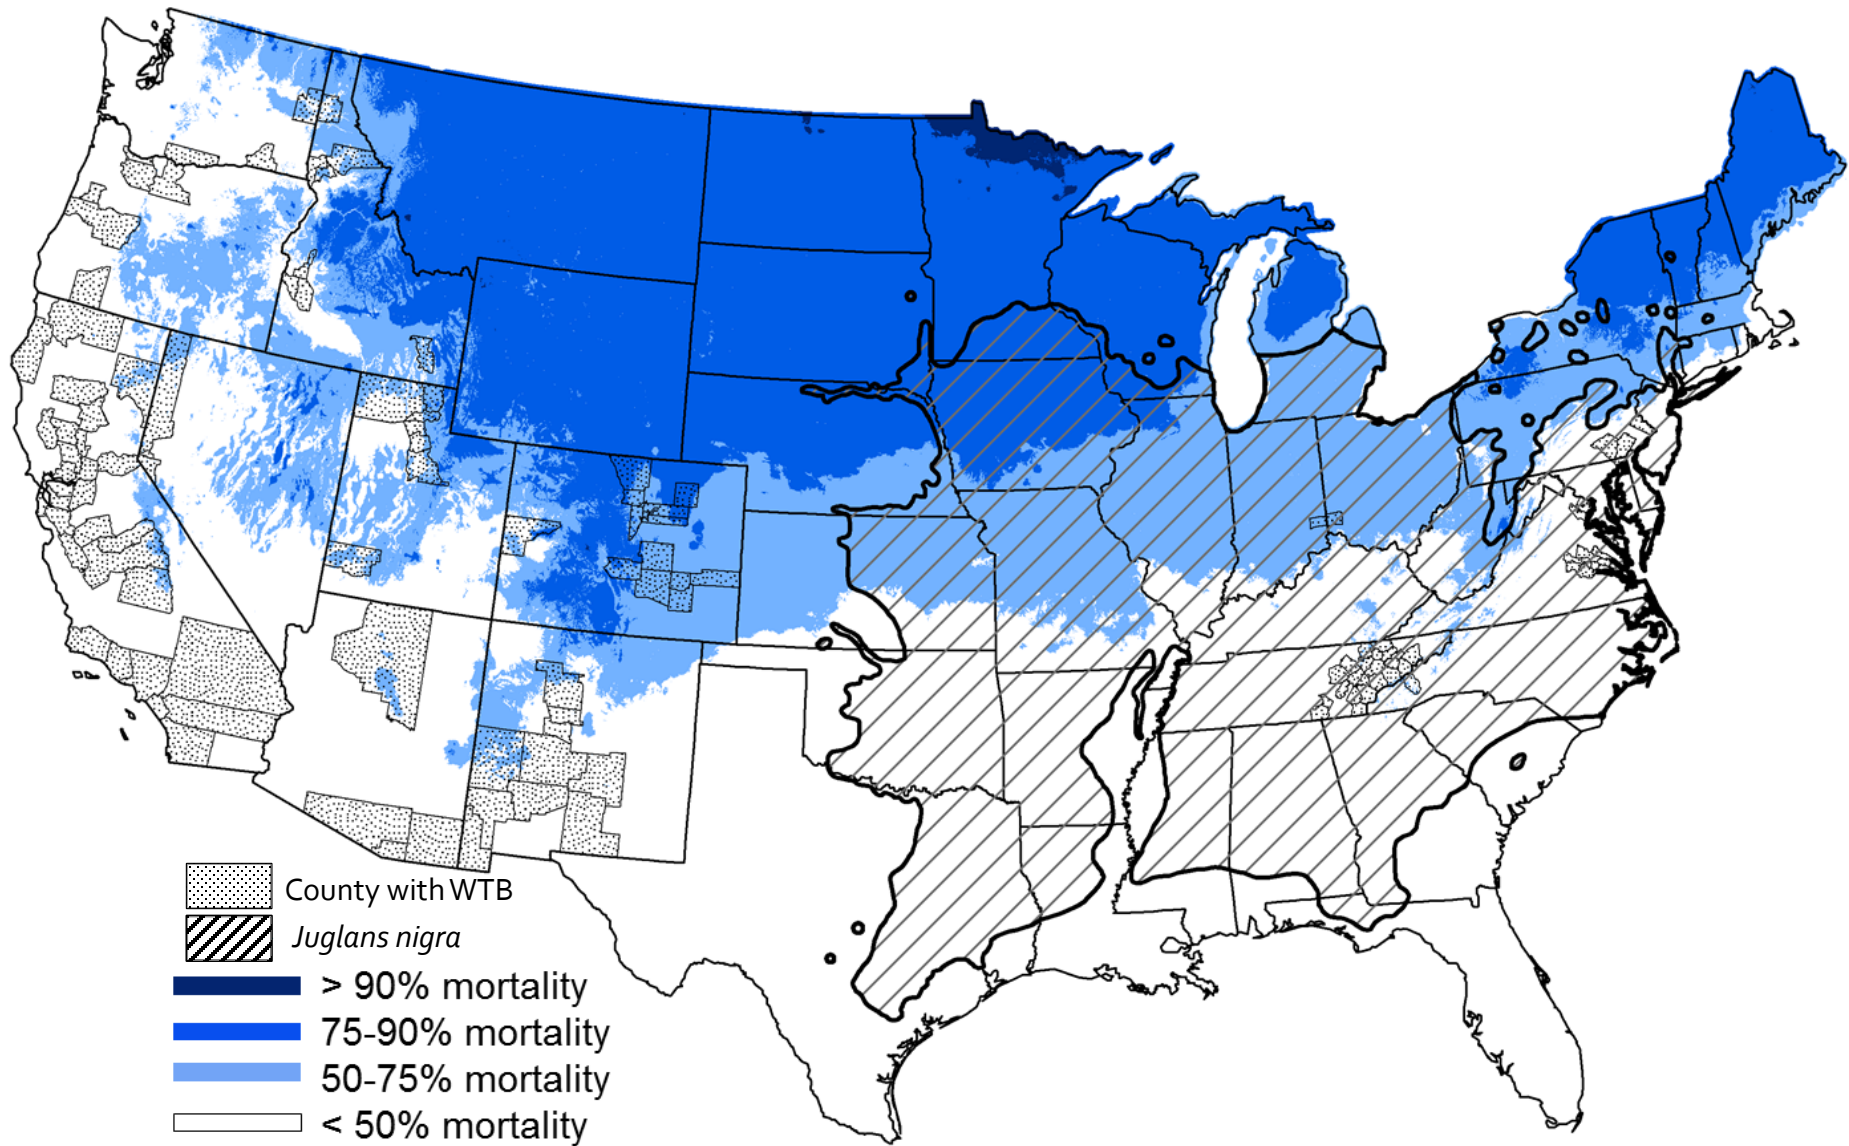 County with WTB
Juglans nigra
> 90% mortality
75-90% mortality
50-75% mortality
< 50% mortality